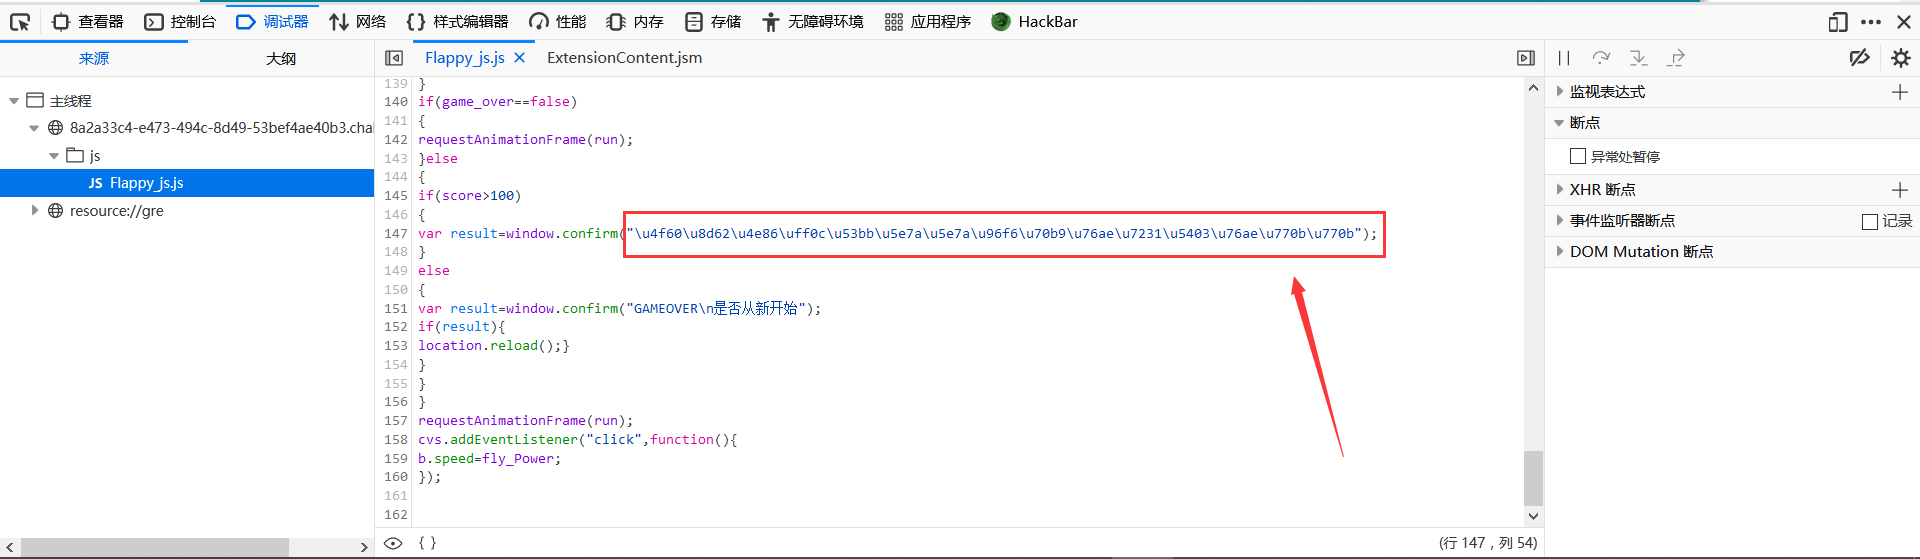 查看器 控制台 调试器 网络 样式编辑器 性能 内存 存储 无障碍环境 应用程序 HackBar
来源 大纲
主线程
8a2a33c4-e473-494c-8d49-53bef4ae40b3.chal
js
JS Flappy_js.js
resource://gre
Flappy_js.js ExtensionContent.jsm
139 }
140 if(game_over==false)
141 {
142 requestAnimationFrame(run);
143 }else
144 {
145 if(score>100)
146 {
147 var result=window.confirm("\u4f60\u8d62\u4e86\uff0c\u53bb\u5e7a\u5e7a\u96f6\u70b9\u76ae\u7231\u5403\u76ae\u770b\u770b");
148 }
149 else
150 {
151 var result=window.confirm("GAMEOVER\n是否从新开始");
152 if(result){
153 location.reload();}
154 }
155 }
156 }
157 requestAnimationFrame(run);
158 cvs.addEventListener("click",function(){
159 b.speed=fly_Power;
160 });
161
162
{ } (行 147，列 54)
监视表达式
断点
异常处暂停
XHR 断点
事件监听器断点 记录
DOM Mutation 断点